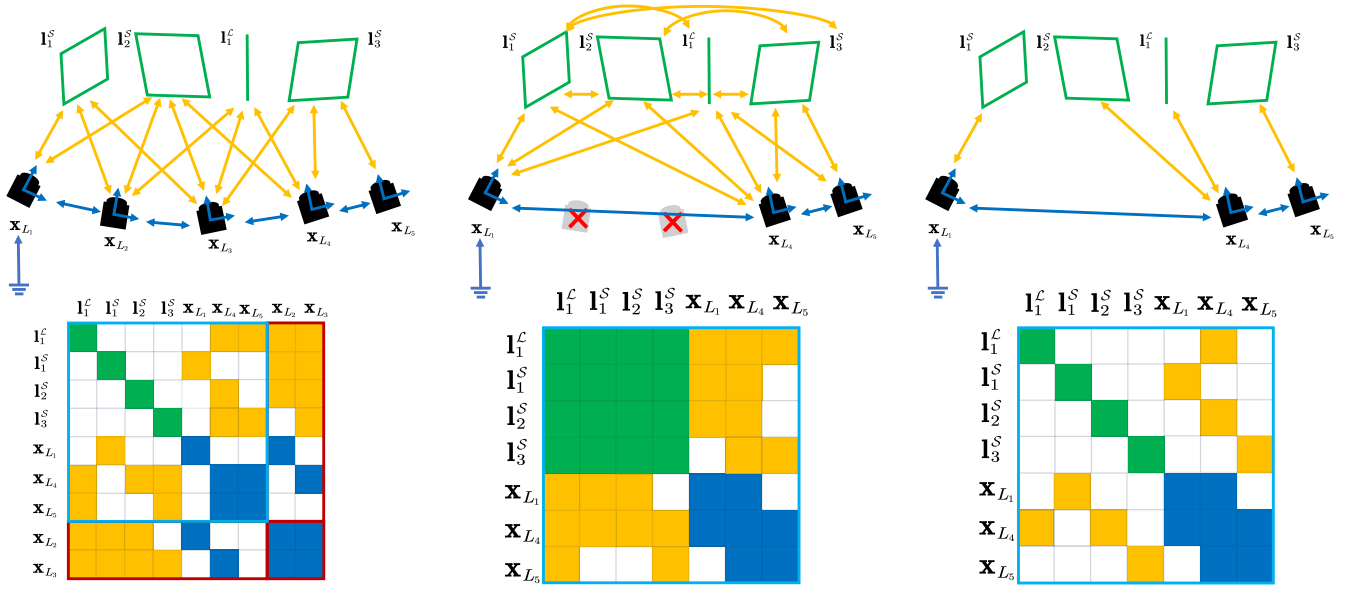 l₁^𝒮 l₂^𝒮 l₁^ℒ l₃^𝒮
l₁^𝒮 l₂^𝒮 l₁^ℒ l₃^𝒮
l₁^𝒮 l₂^𝒮 l₁^ℒ l₃^𝒮
x_{L₁} x_{L₂} x_{L₃} x_{L₄} x_{L₅}
x_{L₁} x_{L₄} x_{L₅}
x_{L₁} x_{L₄} x_{L₅}
l₁^ℒ l₁^𝒮 l₂^𝒮 l₃^𝒮 x_{L₁} x_{L₄} x_{L₅} x_{L₂} x_{L₃}
l₁^ℒ
l₁^𝒮
l₂^𝒮
l₃^𝒮
x_{L₁}
x_{L₄}
x_{L₅}
x_{L₂}
x_{L₃}
l₁^ℒ l₁^𝒮 l₂^𝒮 l₃^𝒮 x_{L₁} x_{L₄} x_{L₅}
l₁^ℒ
l₁^𝒮
l₂^𝒮
l₃^𝒮
x_{L₁}
x_{L₄}
x_{L₅}
l₁^ℒ l₁^𝒮 l₂^𝒮 l₃^𝒮 x_{L₁} x_{L₄} x_{L₅}
l₁^ℒ
l₁^𝒮
l₂^𝒮
l₃^𝒮
x_{L₁}
x_{L₄}
x_{L₅}